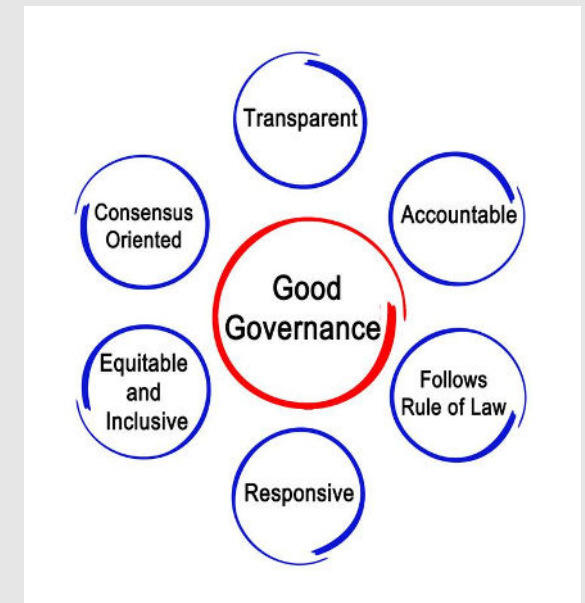 Transparent
Accountable
Follows
Rule of Law
Responsive
Equitable
and
Inclusive
Consensus
Oriented
Good
Governance